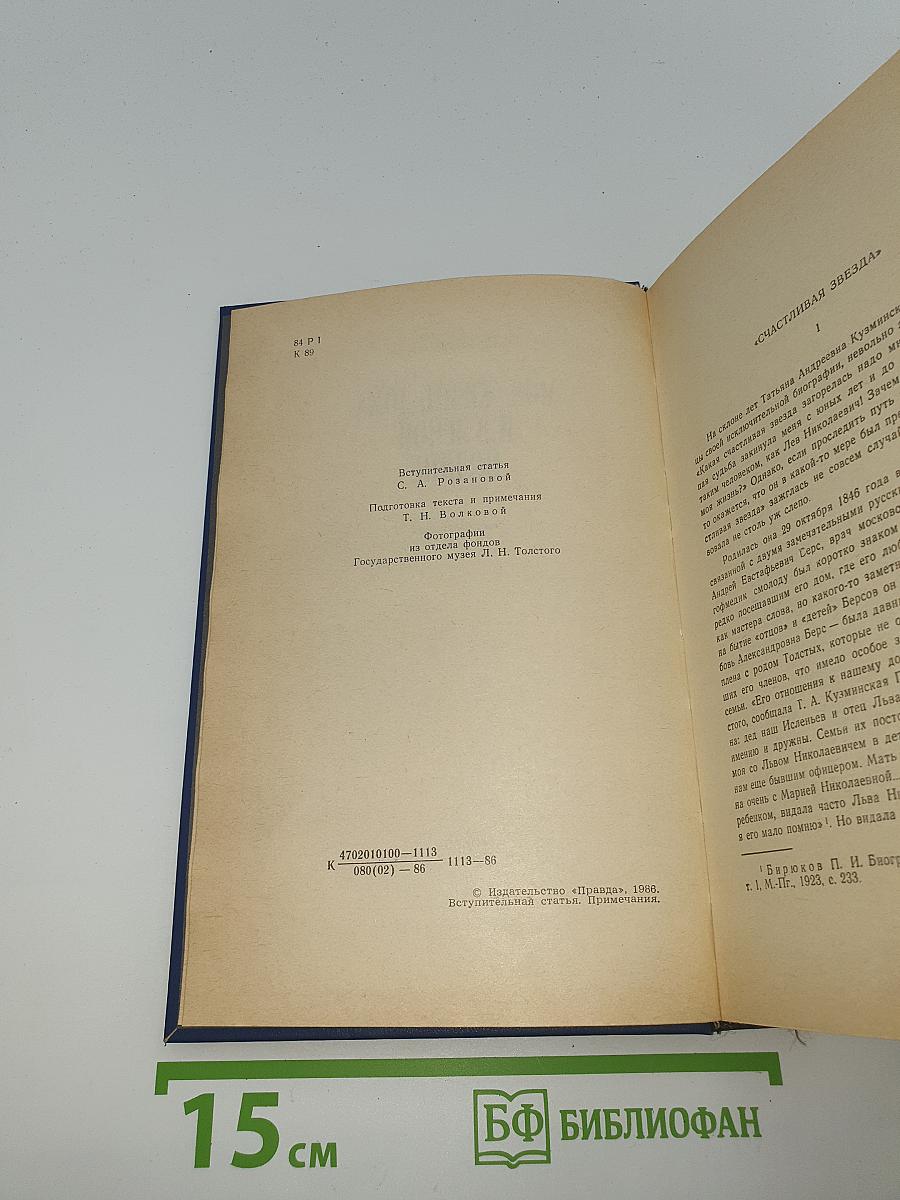 84 Р 1
К 89
Вступительная статья
С. А. Розановой
Подготовка текста и примечания
Т. Н. Волковой
Фотографии
из отдела фондов
Государственного музея Л. Н. Толстого
К 4702010100—1113 1113—86
080(02) — 86
© Издательство «Правда», 1986.
Вступительная статья. Примечания.
«СЧАСТЛИВАЯ ЗВЕЗДА»
I
На склоне лет Татьяна Андреевна Кузминск
цы своей исключительной биографии, невольно
«Какая счастливая звезда загорелась надо мн
пая судьба закинула меня с юных лет и до
таким человеком, как Лев Николаевич! Зачем
моя жизнь?» Однако, если проследить путь
то окажется, что он в какой-то мере был пре
стливая звезда» зажглась не совсем случай
вовала не столь уж слепо.
Родилась она 29 октября 1846 года в
связанной с двумя замечательными русски
Андрей Евстафьевич Берс, врач московс
гофмедик смолоду был коротко знаком
редко посещавшим его дом, где его люб
как мастера слова, но какого-то заметн
на бытие «отцов» и «детей» Берсов он
бовь Александровна Берс — была давн
плена с родом Толстых, которые не о
ших его членов, что имело особое з
семьи. «Его отношения к нашему до
стого, сообщала Т. А. Кузминская П
на: дед наш Исленьев и отец Льва
имению и дружны. Семьи их посто
моя со Львом Николаевичем в дет
нам еще бывшим офицером. Мать
на очень с Марией Николаевной...
ребенком, видала часто Льва Ни
я его мало помню» ¹. Но видала
¹ Бирюков П. И. Биогр
т. 1, М.-Пг., 1923, с. 233.
15 см
БФ БИБЛИОФАН